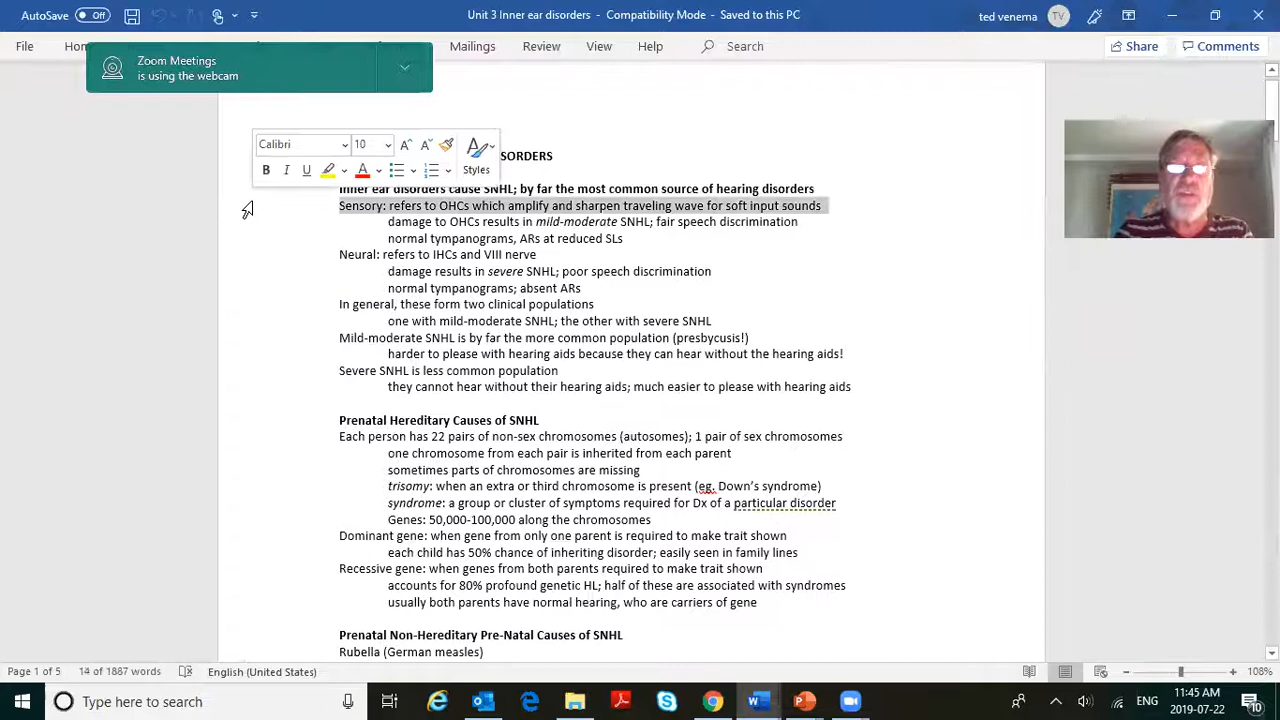 AutoSave
Off
Unit 3 Inner ear disorders - Compatibility Mode - Saved to this PC
ted venema
TV
File
Mailings
Review
View
Help
Search
Share
Comments
Zoom Meetings
is using the webcam
Calibri
10
Styles
SORDERS
Inner ear disorders cause SNHL; by far the most common source of hearing disorders
Sensory: refers to OHCs which amplify and sharpen traveling wave for soft input sounds
damage to OHCs results in mild-moderate SNHL; fair speech discrimination
normal tympanograms, ARs at reduced SLs
Neural: refers to IHCs and VIII nerve
damage results in severe SNHL; poor speech discrimination
normal tympanograms; absent ARs
In general, these form two clinical populations
one with mild-moderate SNHL; the other with severe SNHL
Mild-moderate SNHL is by far the more common population (presbycusis!)
harder to please with hearing aids because they can hear without the hearing aids!
Severe SNHL is less common population
they cannot hear without their hearing aids; much easier to please with hearing aids
Prenatal Hereditary Causes of SNHL
Each person has 22 pairs of non-sex chromosomes (autosomes); 1 pair of sex chromosomes
one chromosome from each pair is inherited from each parent
sometimes parts of chromosomes are missing
trisomy: when an extra or third chromosome is present (eg. Down's syndrome)
syndrome: a group or cluster of symptoms required for Dx of a particular disorder
Genes: 50,000-100,000 along the chromosomes
Dominant gene: when gene from only one parent is required to make trait shown
each child has 50% chance of inheriting disorder; easily seen in family lines
Recessive gene: when genes from both parents required to make trait shown
accounts for 80% profound genetic HL; half of these are associated with syndromes
usually both parents have normal hearing, who are carriers of gene
Prenatal Non-Hereditary Pre-Natal Causes of SNHL
Rubella (German measles)
Page 1 of 5
14 of 1887 words
English (United States)
108%
Type here to search
ENG
11:45 AM
2019-07-22
10